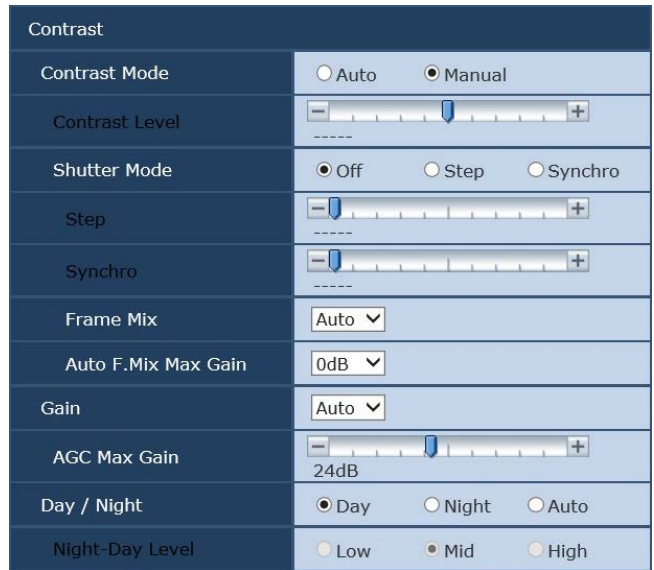 Contrast
Contrast Mode Auto Manual
Contrast Level - +
-----
Shutter Mode Off Step Synchro
Step - +
-----
Synchro - +
-----
Frame Mix Auto
Auto F.Mix Max Gain 0dB
Gain Auto
AGC Max Gain - +
24dB
Day / Night Day Night Auto
Night-Day Level Low Mid High